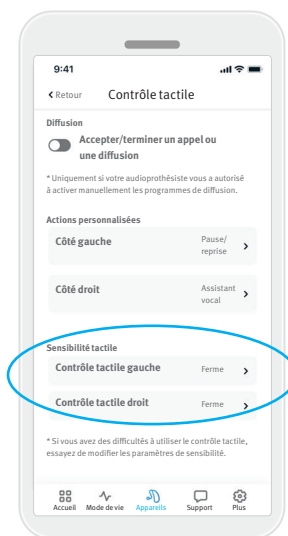 9:41
Retour Contrôle tactile
Diffusion
Accepter/terminer un appel ou
une diffusion
* Uniquement si votre audioprothésiste vous a autorisé
à activer manuellement les programmes de diffusion.
Actions personnalisées
Côté gauche Pause/
reprise
Côté droit Assistant
vocal
Sensibilité tactile
Contrôle tactile gauche Ferme
Contrôle tactile droit Ferme
* Si vous avez des difficultés à utiliser le contrôle tactile,
essayez de modifier les paramètres de sensibilité.
Accueil Mode de vie Appareils Support Plus